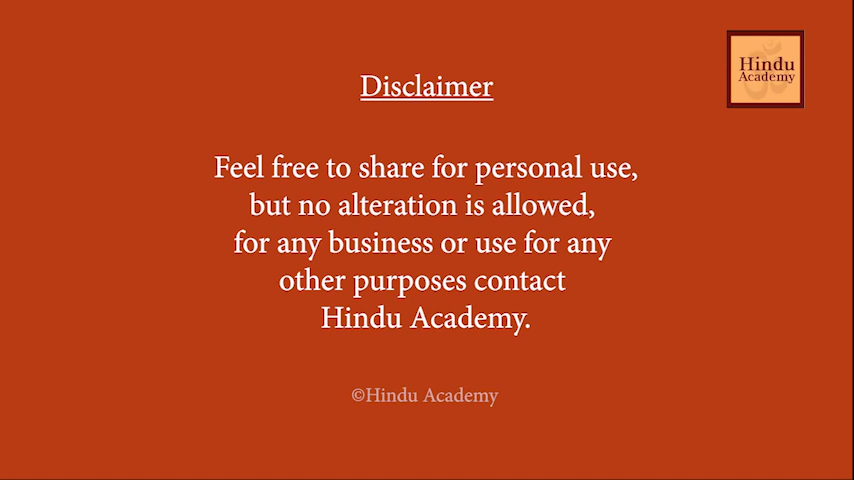 Hindu
Academy
Disclaimer
Feel free to share for personal use,
but no alteration is allowed,
for any business or use for any
other purposes contact
Hindu Academy.
©Hindu Academy